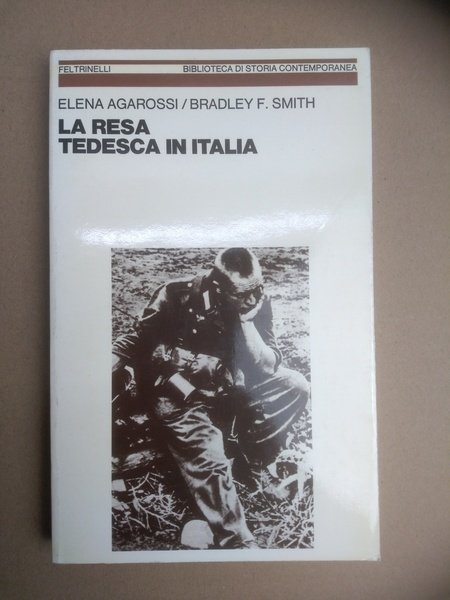 FELTRINELLI BIBLIOTECA DI STORIA CONTEMPORANEA
ELENA AGAROSSI/BRADLEY F. SMITH
LA RESA
TEDESCA IN ITALIA